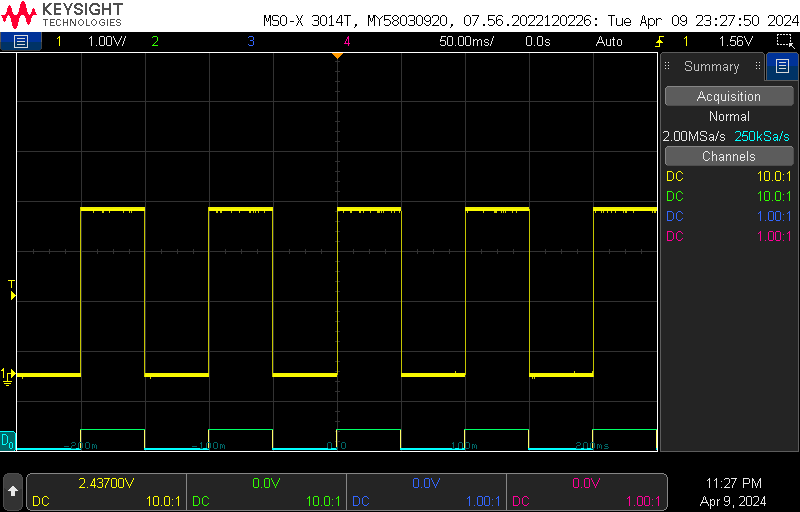 KEYSIGHT
TECHNOLOGIES
MSO-X 3014T, MY58030920, 07.56.2022120226: Tue Apr 09 23:27:50 2024
1 1.00V/ 2 3 4 50.00ms/ 0.0s Auto 1 1.56V
Summary
Acquisition
Normal
2.00MSa/s 250kSa/s
Channels
DC 10.0:1
DC 10.0:1
DC 1.00:1
DC 1.00:1
T
1
D0 -200m -100m 0.0 100m 200ms
2.43700V 0.0V 0.0V 0.0V
DC 10.0:1 DC 10.0:1 DC 1.00:1 DC 1.00:1
11:27 PM
Apr 9, 2024